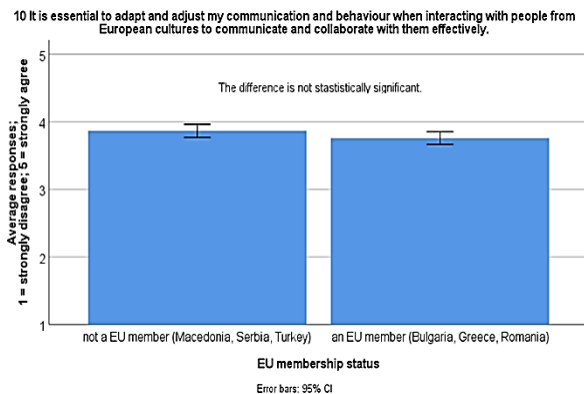 10 It is essential to adapt and adjust my communication and behaviour when interacting with people from
European cultures to communicate and collaborate with them effectively.
The difference is not stastistically significant.
Average responses;
1 = strongly disagree; 5 = strongly agree
5
4
3
2
1
not a EU member (Macedonia, Serbia, Turkey)
an EU member (Bulgaria, Greece, Romania)
EU membership status
Error bars: 95% CI